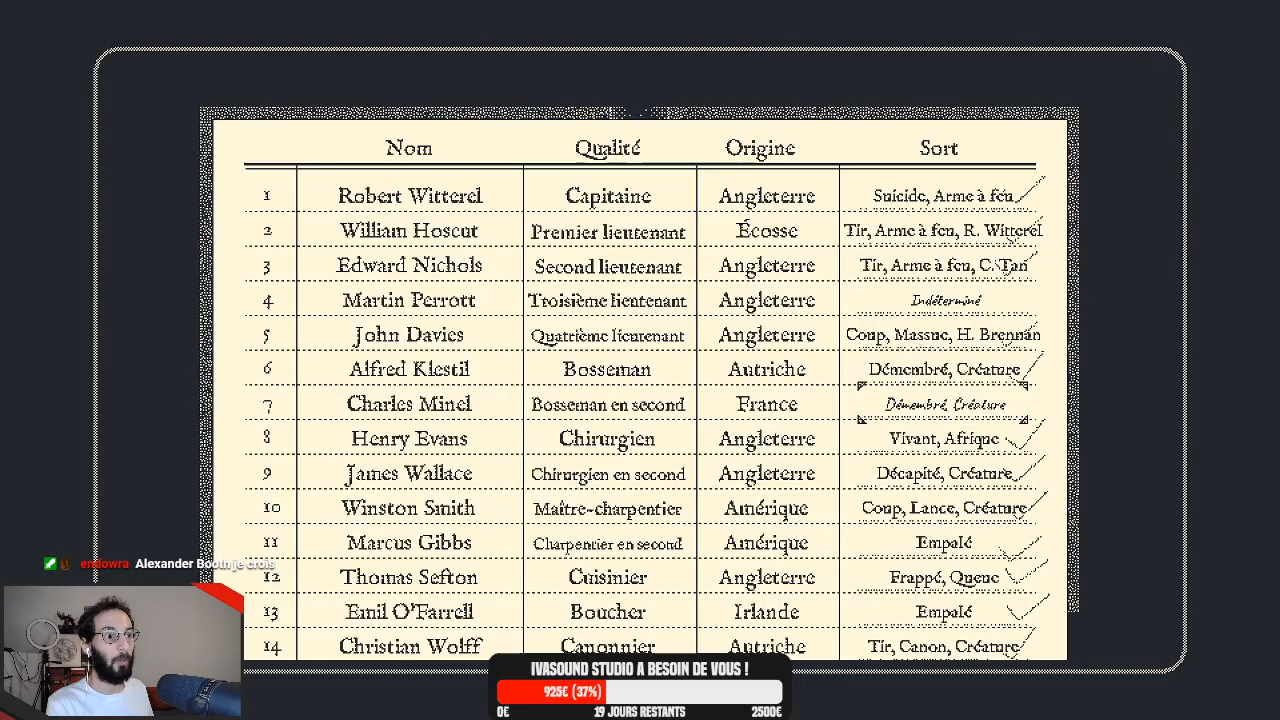 Nom Qualité Origine Sort
1 Robert Witterel Capitaine Angleterre Suicide, Arme à feu
2 William Hoscut Premier lieutenant Écosse Tir, Arme à feu, R. Witterel
3 Edward Nichols Second lieutenant Angleterre Tir, Arme à feu, C. Tan
4 Martin Perrott Troisième lieutenant Angleterre Indéterminé
5 John Davies Quatrième lieutenant Angleterre Coup, Massue, H. Brennan
6 Alfred Klestil Bosseman Autriche Démembré, Créature
7 Charles Miner Bosseman en second France Démembré, Créature
8 Henry Evans Chirurgien Angleterre Vivant, Afrique
9 James Wallace Chirurgien en second Angleterre Décapité, Créature
10 Winston Smith Maître-charpentier Amérique Coup, Lance, Créature
11 Marcus Gibbs Charpentier en second Amérique Empalé
endowra Alexander Booth je crois
12 Thomas Sefton Cuisinier Angleterre Frappé, Queue
13 Emil O'Farrell Boucher Irlande Empalé
14 Christian Wolff Canonnier Autriche Tir, Canon, Créature
IVASOUND STUDIO A BESOIN DE VOUS !
925€ (37%)
0€ 19 JOURS RESTANTS 2500€